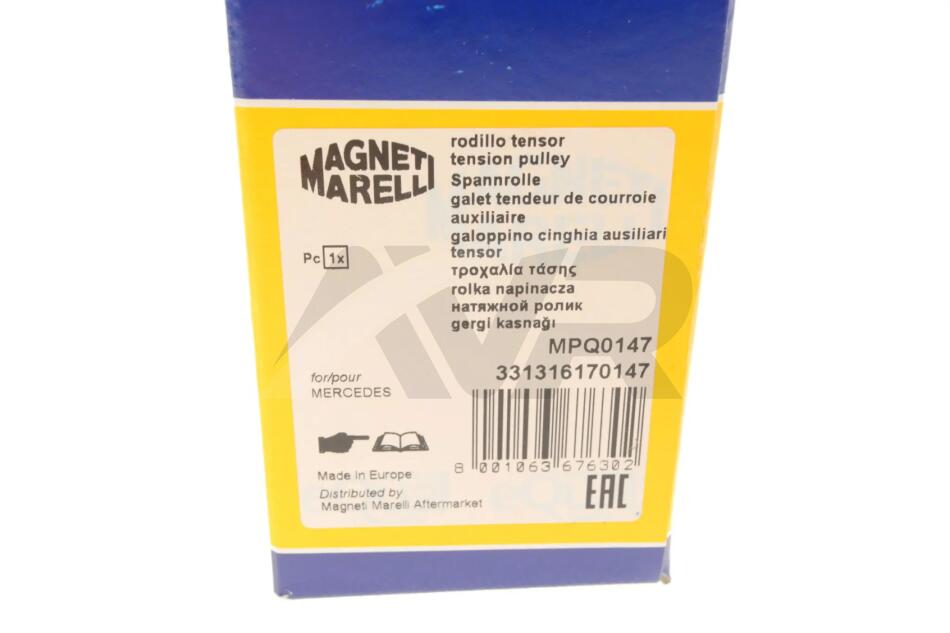 MAGNETI
MARELLI
rodillo tensor
tension pulley
Spannrolle
galet tendeur de courroie
auxiliaire
galoppino cinghia ausiliari
tensor
τροχαλία τάσης
rolka napinacza
натяжной ролик
gergi kasnağı
Pc 1x
MPQ0147
331316170147
for/pour
MERCEDES
8 001063 676302
Made in Europe
Distributed by
Magneti Marelli Aftermarket
EAC
AVR